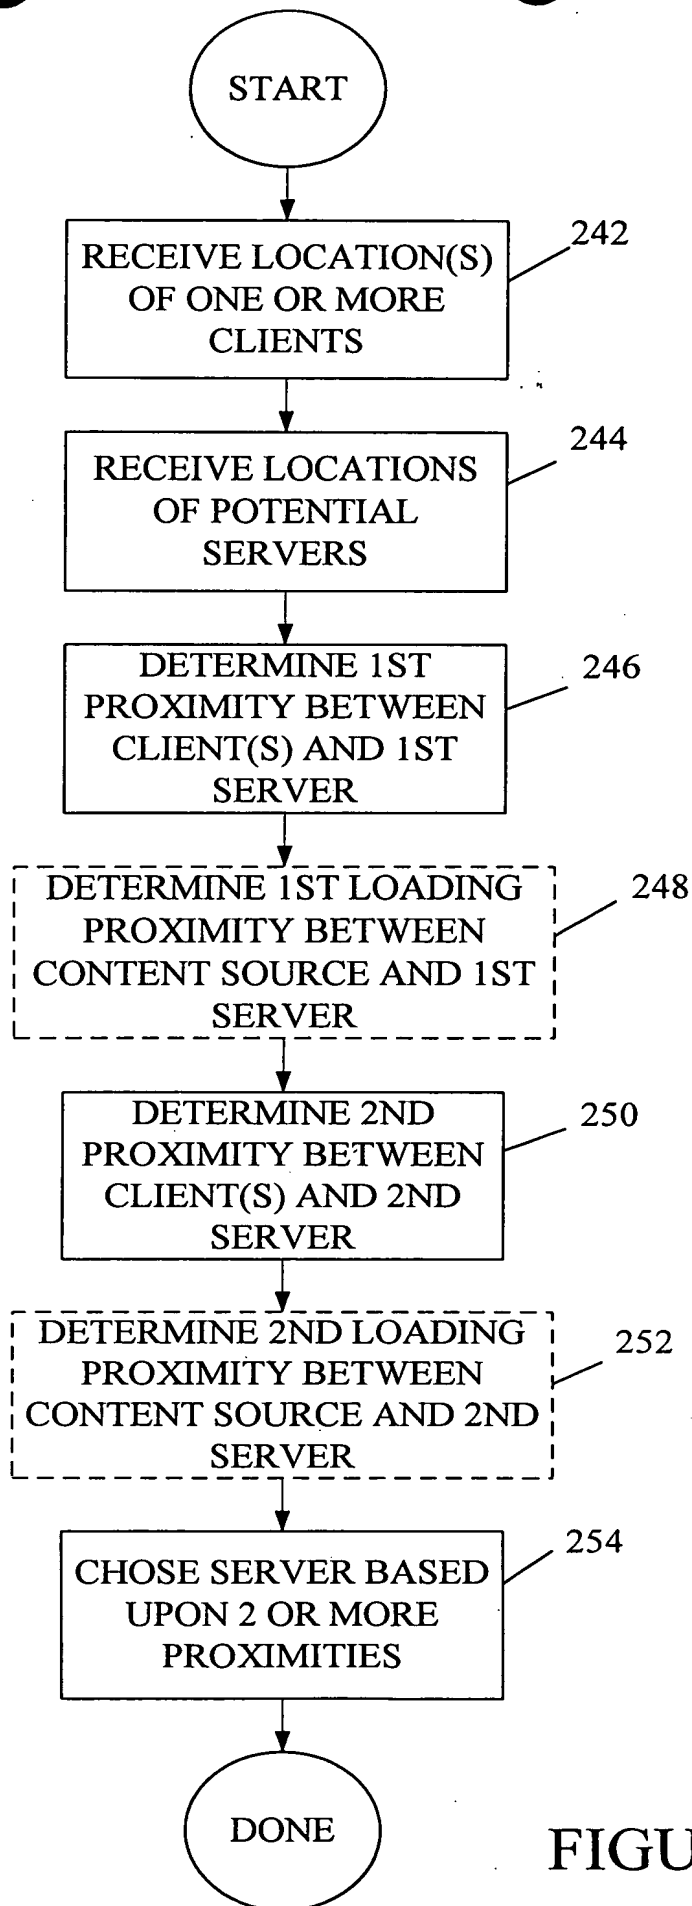 START
RECEIVE LOCATION(S)
OF ONE OR MORE
CLIENTS
242
RECEIVE LOCATIONS
OF POTENTIAL
SERVERS
244
DETERMINE 1ST
PROXIMITY BETWEEN
CLIENT(S) AND 1ST
SERVER
246
DETERMINE 1ST LOADING
PROXIMITY BETWEEN
CONTENT SOURCE AND 1ST
SERVER
248
DETERMINE 2ND
PROXIMITY BETWEEN
CLIENT(S) AND 2ND
SERVER
250
DETERMINE 2ND LOADING
PROXIMITY BETWEEN
CONTENT SOURCE AND 2ND
SERVER
252
CHOSE SERVER BASED
UPON 2 OR MORE
PROXIMITIES
254
DONE